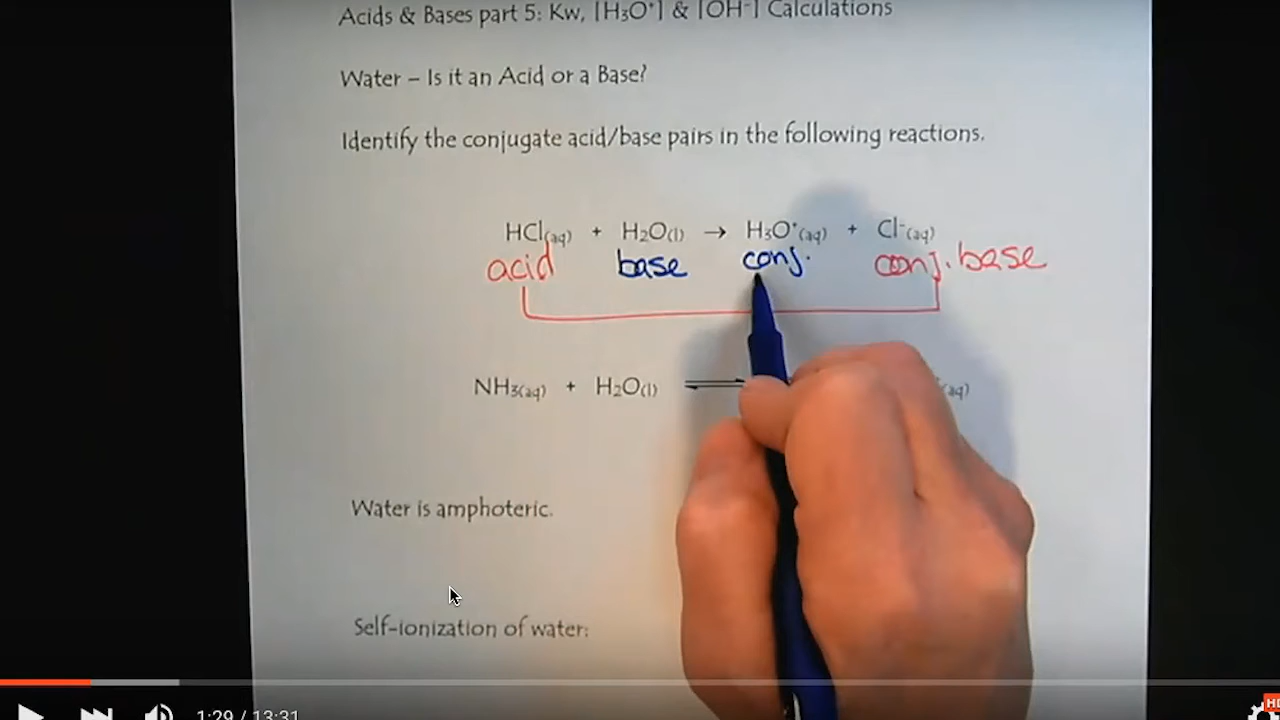 Acids & Bases part 5: Kw, [H₃O⁺] & [OH⁻] Calculations
Water – Is it an Acid or a Base?
Identify the conjugate acid/base pairs in the following reactions.
HCl(aq) + H₂O(l) → H₃O⁺(aq) + Cl⁻(aq)
acid base conj. conj. base
NH₃(aq) + H₂O(l) ⇌ (aq)
Water is amphoteric.
Self-ionization of water:
1:29 / 13:31